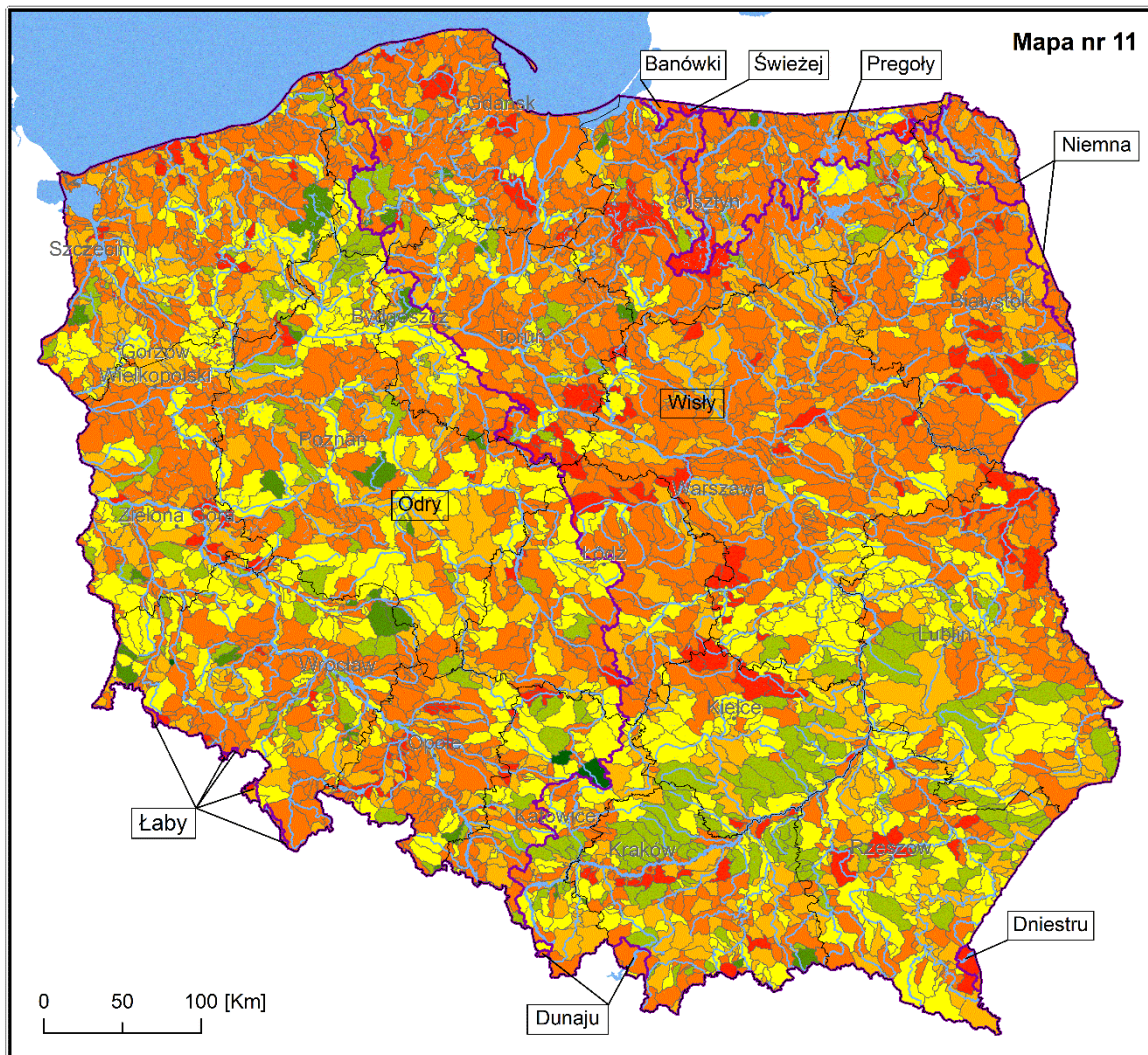 Mapa nr 11
Banówki
Świeżej
Pregoły
Niemna
Gdańsk
Olsztyn
Szczecin
Białystok
Bydgoszcz
Toruń
Gorzów
Wielkopolski
Wisły
Poznań
Odry
Warszawa
Zielona Góra
Łódź
Lublin
Wrocław
Kielce
Opole
Łaby
Katowice
Kraków
Rzeszów
Dniestru
Dunaju
0 50 100 [Km]